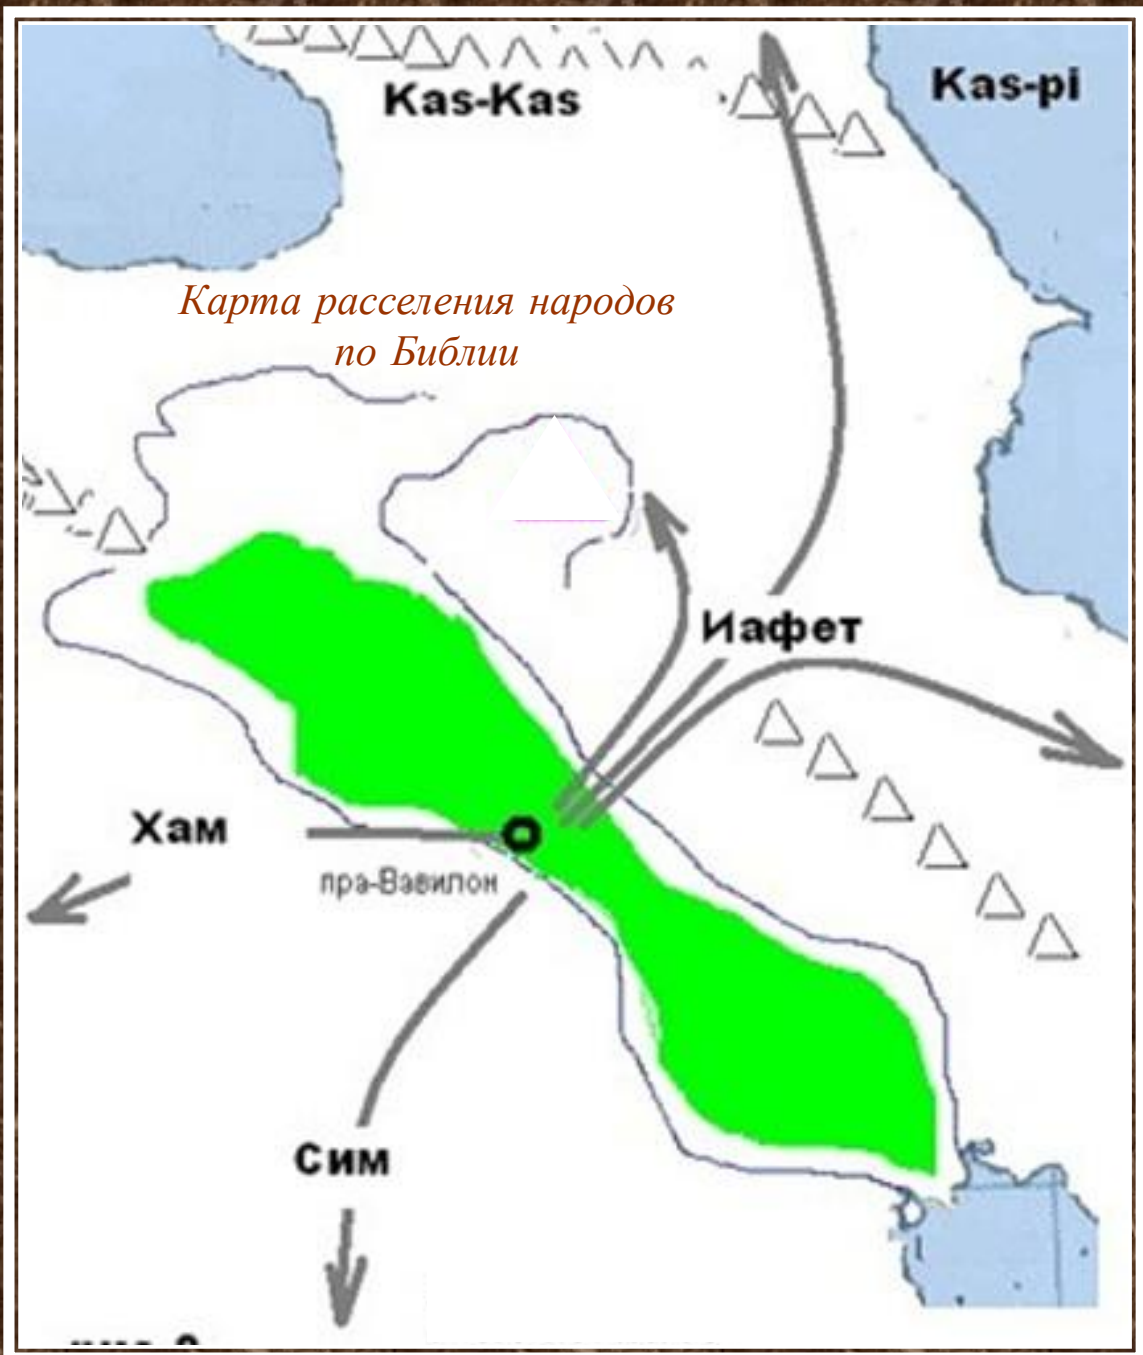 Kas-Kas
Kas-pi
Карта расселения народов
по Библии
Иафет
Хам
пра-Вавилон
Сим